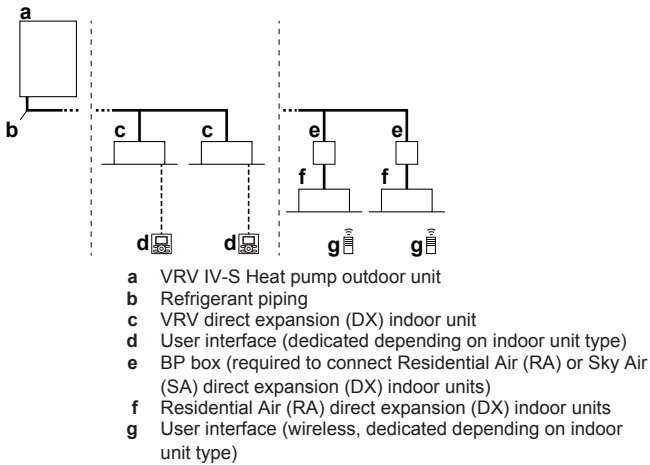 a
b
c c
e e
f f
d d
g g
a VRV IV-S Heat pump outdoor unit
b Refrigerant piping
c VRV direct expansion (DX) indoor unit
d User interface (dedicated depending on indoor unit type)
e BP box (required to connect Residential Air (RA) or Sky Air
(SA) direct expansion (DX) indoor units)
f Residential Air (RA) direct expansion (DX) indoor units
g User interface (wireless, dedicated depending on indoor
unit type)